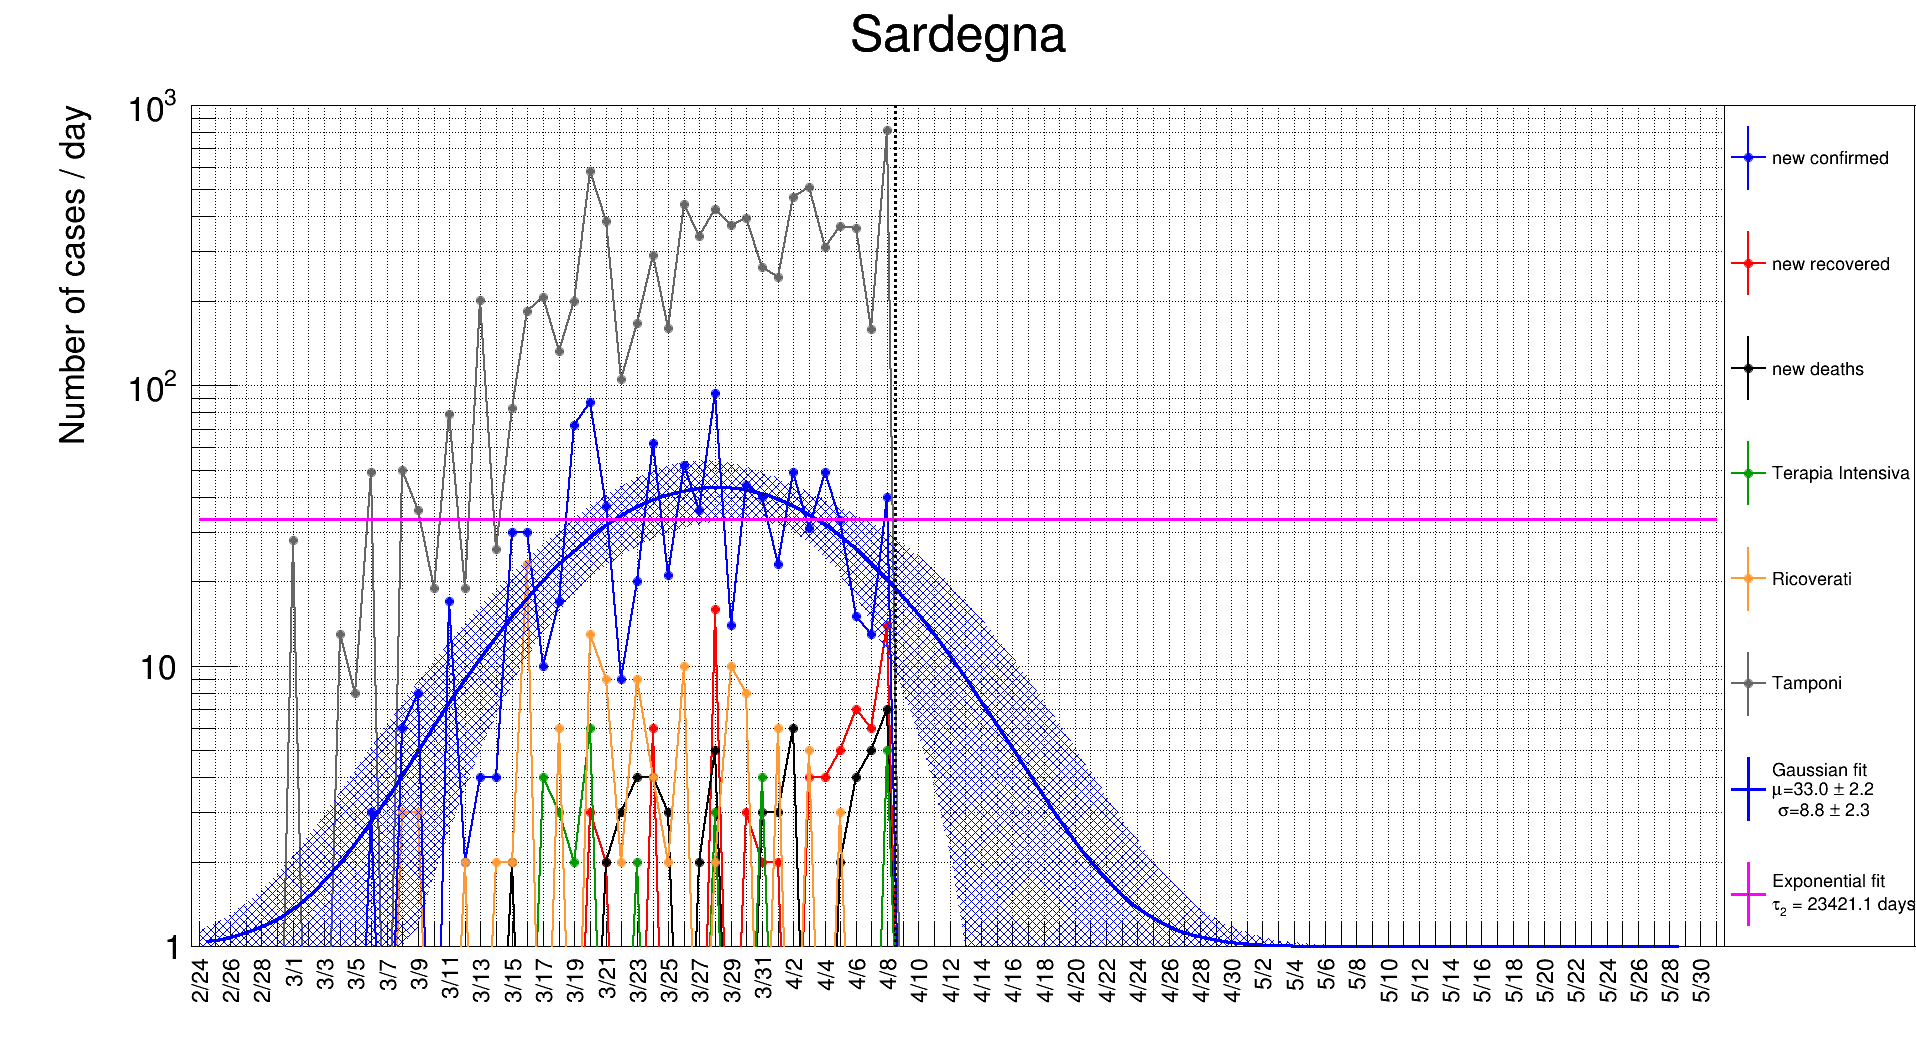 Sardegna
Number of cases / day
10³
10²
10
1
2/24 2/26 2/28 3/1 3/3 3/5 3/7 3/9 3/11 3/13 3/15 3/17 3/19 3/21 3/23 3/25 3/27 3/29 3/31 4/2 4/4 4/6 4/8 4/10 4/12 4/14 4/16 4/18 4/20 4/22 4/24 4/26 4/28 4/30 5/2 5/4 5/6 5/8 5/10 5/12 5/14 5/16 5/18 5/20 5/22 5/24 5/26 5/28 5/30
new confirmed
new recovered
new deaths
Terapia Intensiva
Ricoverati
Tamponi
Gaussian fit
μ=33.0 ± 2.2
σ=8.8 ± 2.3
Exponential fit
τ₂ = 23421.1 days